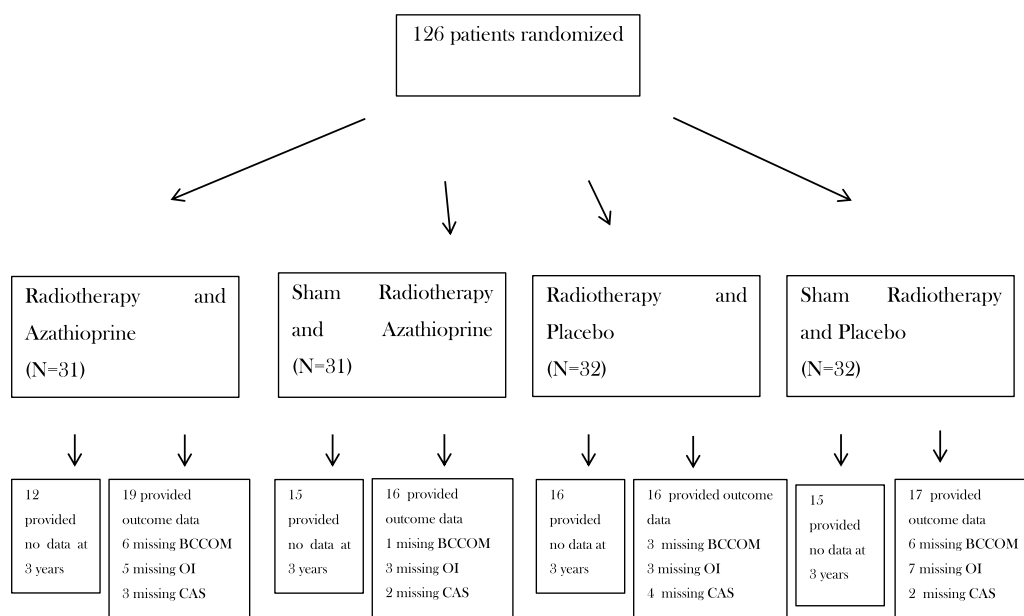 126 patients randomized
Radiotherapy and
Azathioprine
(N=31)
Sham Radiotherapy
and Azathioprine
(N=31)
Radiotherapy and
Placebo
(N=32)
Sham Radiotherapy
and Placebo
(N=32)
12
provided
no data at
3 years
19 provided
outcome data
6 missing BCCOM
5 missing OI
3 missing CAS
15
provided
no data at
3 years
16 provided
outcome data
1 mising BCCOM
3 missing OI
2 missing CAS
16
provided
no data at
3 years
16 provided outcome
data
3 missing BCCOM
3 missing OI
4 missing CAS
15
provided
no data at
3 years
17 provided
outcome data
6 missing BCCOM
7 missing OI
2 missing CAS